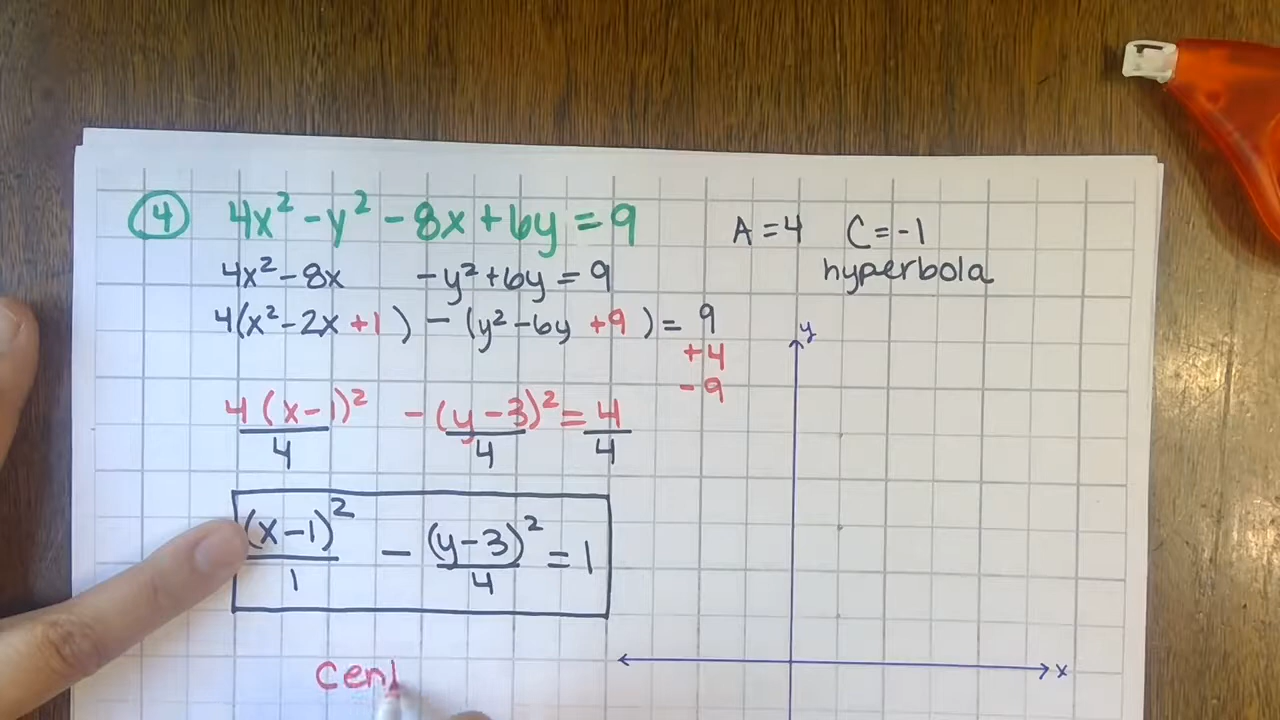 ④ 4x² - y² - 8x + 6y = 9
A = 4 C = -1
hyperbola
4x² - 8x - y² + 6y = 9
4(x² - 2x + 1) - (y² - 6y + 9) = 9
+4
-9
4(x - 1)²/4 - (y - 3)²/4 = 4/4
(x - 1)²/1 - (y - 3)²/4 = 1
y
x
cent